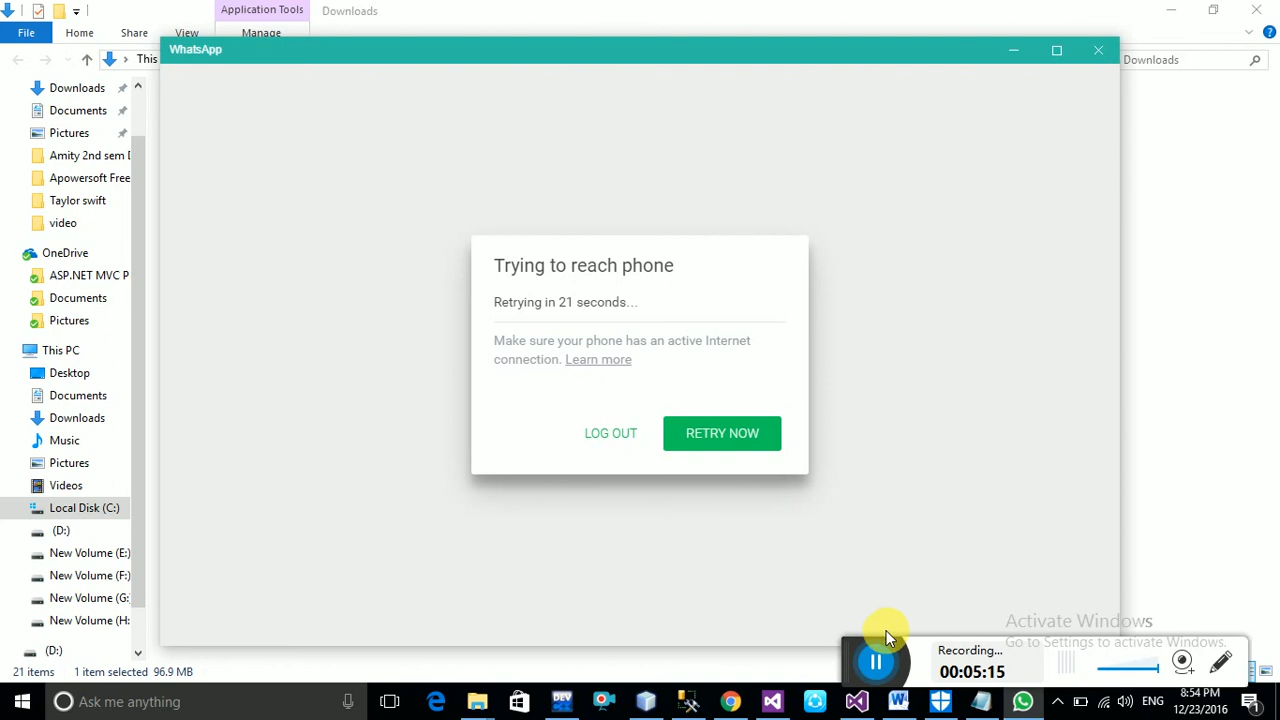 Application Tools
Downloads
File
Home
Share
View
Manage
This
Downloads
WhatsApp
Downloads
Documents
Pictures
Amity 2nd sem D
Apowersoft Free
Taylor swift
video
OneDrive
ASP.NET MVC P
Documents
Pictures
This PC
Desktop
Documents
Downloads
Music
Pictures
Videos
Local Disk (C:)
(D:)
New Volume (E:)
New Volume (F:)
New Volume (G:
New Volume (H:
(D:)
Trying to reach phone
Retrying in 21 seconds...
Make sure your phone has an active Internet
connection. Learn more
LOG OUT
RETRY NOW
Activate Windows
Go to Settings to activate Windows.
Recording...
00:05:15
21 items
1 item selected 96.9 MB
Ask me anything
DEV
ENG
8:54 PM
12/23/2016
1